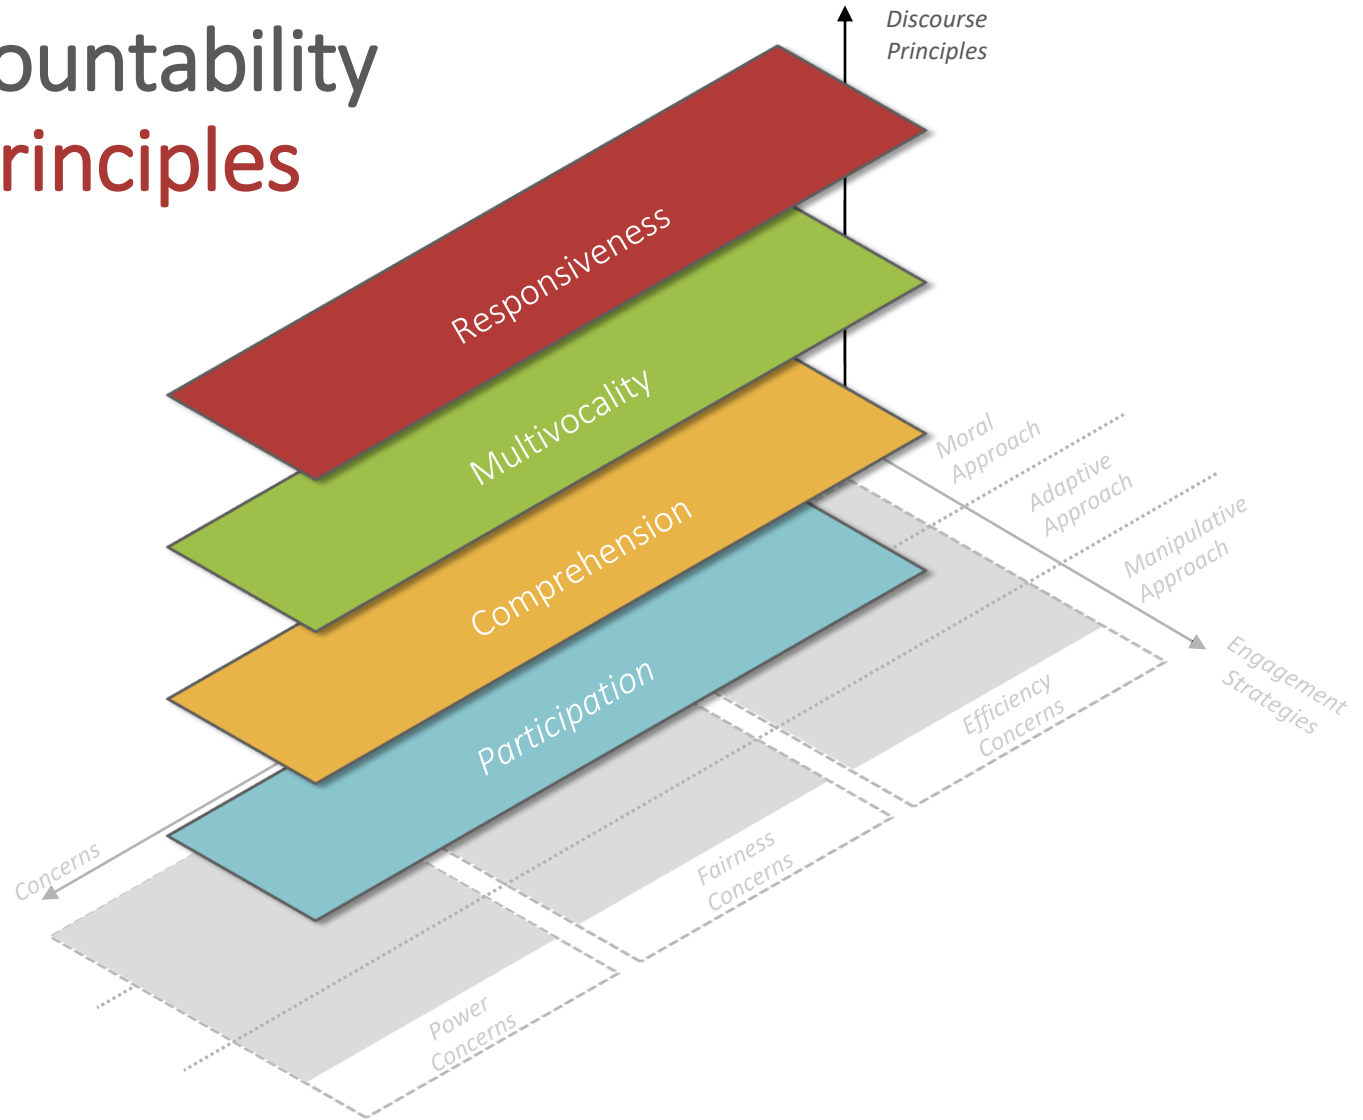 ountability
rinciples
Discourse
Principles
Responsiveness
Multivocality
Comprehension
Participation
Moral
Approach
Adaptive
Approach
Manipulative
Approach
Engagement
Strategies
Efficiency
Concerns
Fairness
Concerns
Power
Concerns
Concerns